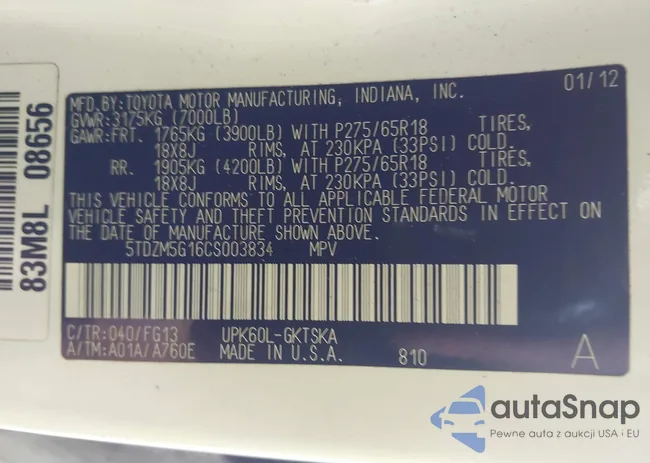 83M8L 08656
01/12
MFD.BY:TOYOTA MOTOR MANUFACTURING, INDIANA, INC.
GVWR:3175KG (7000LB)
GAWR:FRT. 1765KG (3900LB) WITH P275/65R18 TIRES,
18X8J RIMS, AT 230KPA (33PSI) COLD.
RR. 1905KG (4200LB) WITH P275/65R18 TIRES,
18X8J RIMS, AT 230KPA (33PSI) COLD.
THIS VEHICLE CONFORMS TO ALL APPLICABLE FEDERAL MOTOR
VEHICLE SAFETY AND THEFT PREVENTION STANDARDS IN EFFECT ON
THE DATE OF MANUFACTURE SHOWN ABOVE.
5TDZM5G16CS003834 MPV
C/TR:040/FG13 UPK60L-GKTSKA
A/TM:A01A/A760E MADE IN U.S.A. 810 A
autaSnap
Pewne auta z aukcji USA i EU